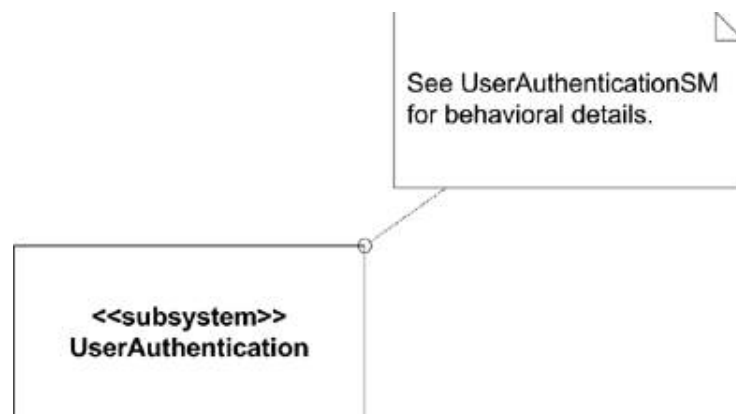 See UserAuthenticationSM
for behavioral details.
<<subsystem>>
UserAuthentication